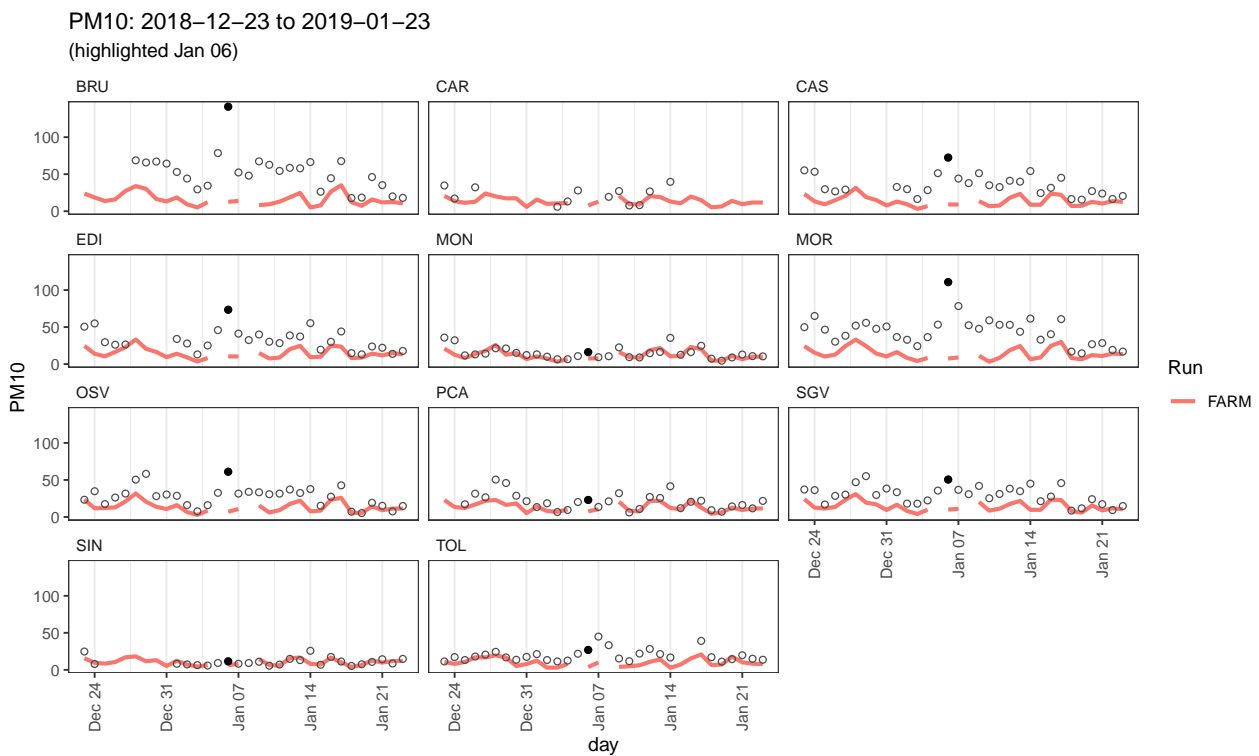 PM10: 2018−12−23 to 2019−01−23
(highlighted Jan 06)
BRU
CAR
CAS
100
50
0
EDI
MON
MOR
100
50
0
OSV
PCA
SGV
100
50
0
SIN
TOL
100
50
0
Dec 24
Dec 31
Jan 07
Jan 14
Jan 21
Dec 24
Dec 31
Jan 07
Jan 14
Jan 21
Dec 24
Dec 31
Jan 07
Jan 14
Jan 21
day
PM10
Run
FARM